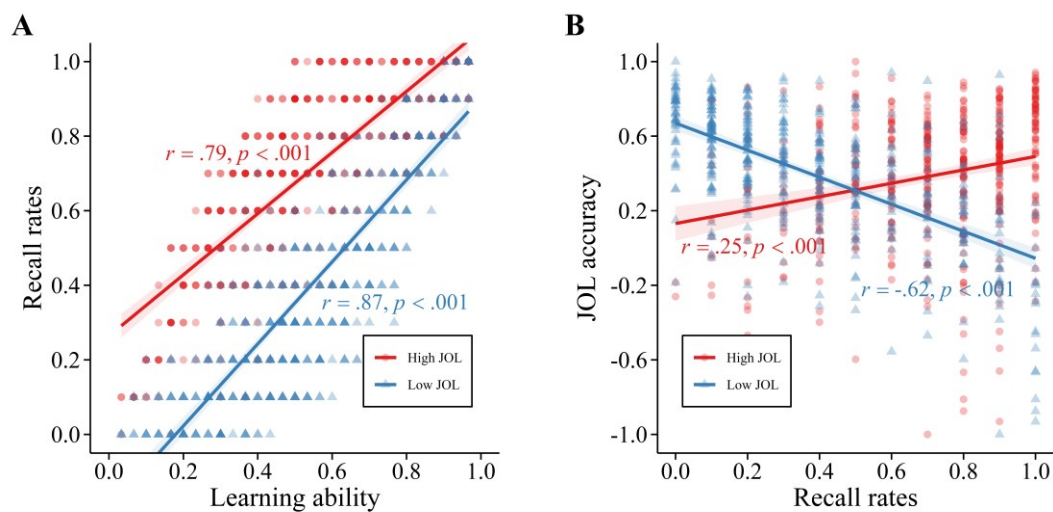 A
Recall rates
1.0
0.8
0.6
0.4
0.2
0.0
r = .79, p < .001
r = .87, p < .001
High JOL
Low JOL
0.0 0.2 0.4 0.6 0.8 1.0
Learning ability
B
JOL accuracy
1.0
0.6
0.2
-0.2
-0.6
-1.0
r = .25, p < .001
r = -.62, p < .001
High JOL
Low JOL
0.0 0.2 0.4 0.6 0.8 1.0
Recall rates